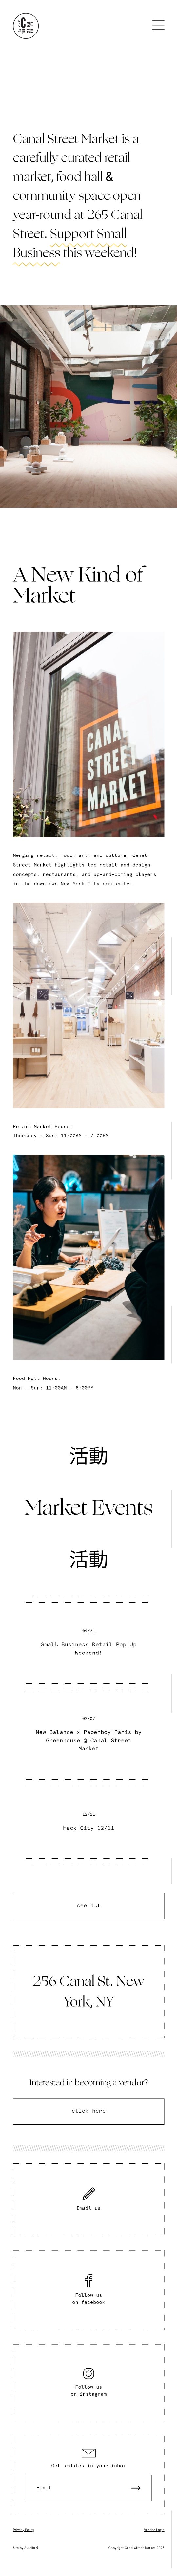 Canal Street Market is a
carefully curated retail
market, food hall &
community space open
year-round at 265 Canal
Street. Support Small
Business this weekend!
A New Kind of
Market
CANAL
STREET
MARKET
Merging retail, food, art, and culture, Canal
Street Market highlights top retail and design
concepts, restaurants, and up-and-coming players
in the downtown New York City community.
Retail Market Hours:
Thursday - Sun: 11:00AM - 7:00PM
Food Hall Hours:
Mon - Sun: 11:00AM - 8:00PM
活動
Market Events
活動
09/21
Small Business Retail Pop Up
Weekend!
02/07
New Balance x Paperboy Paris by
Greenhouse @ Canal Street
Market
12/11
Hack City 12/11
see all
256 Canal St. New
York, NY
Interested in becoming a vendor?
click here
Email us
Follow us
on facebook
Follow us
on instagram
Get updates in your inbox
Email
Privacy Policy
Vendor Login
Copyright Canal Street Market 2023